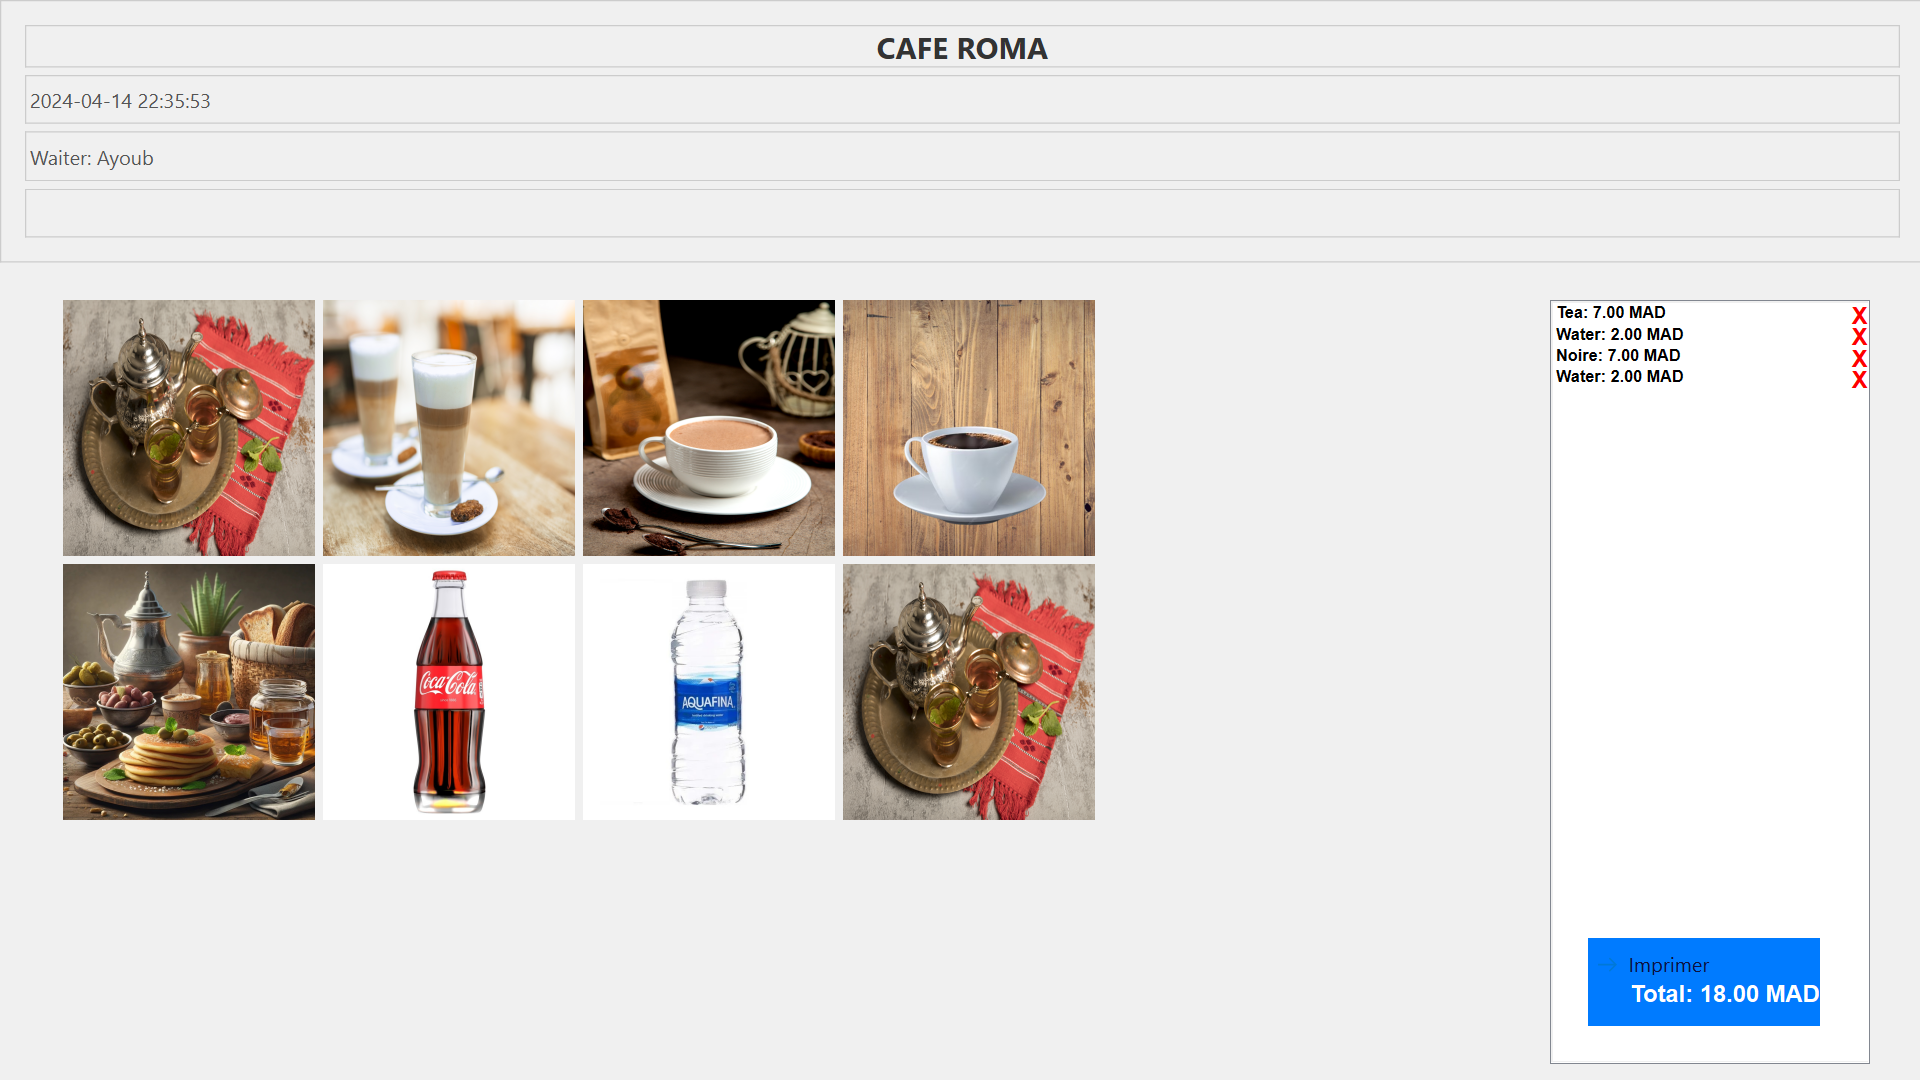 CAFE ROMA
2024-04-14 22:35:53
Waiter: Ayoub
Coca-Cola
AQUAFINA
Tea: 7.00 MAD X
Water: 2.00 MAD X
Noire: 7.00 MAD X
Water: 2.00 MAD X
→ Imprimer
Total: 18.00 MAD